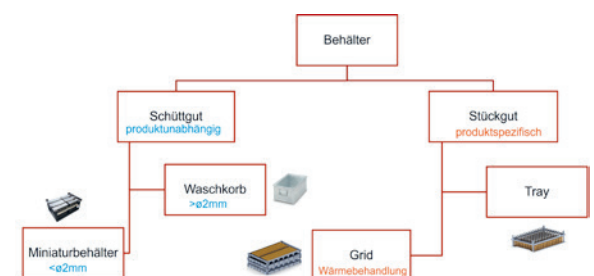 Behälter
Schüttgut
produktunabhängig
Stückgut
produktspezifisch
Waschkorb
>ø2mm
Tray
Miniaturbehälter
<ø2mm
Grid
Wärmebehandlung